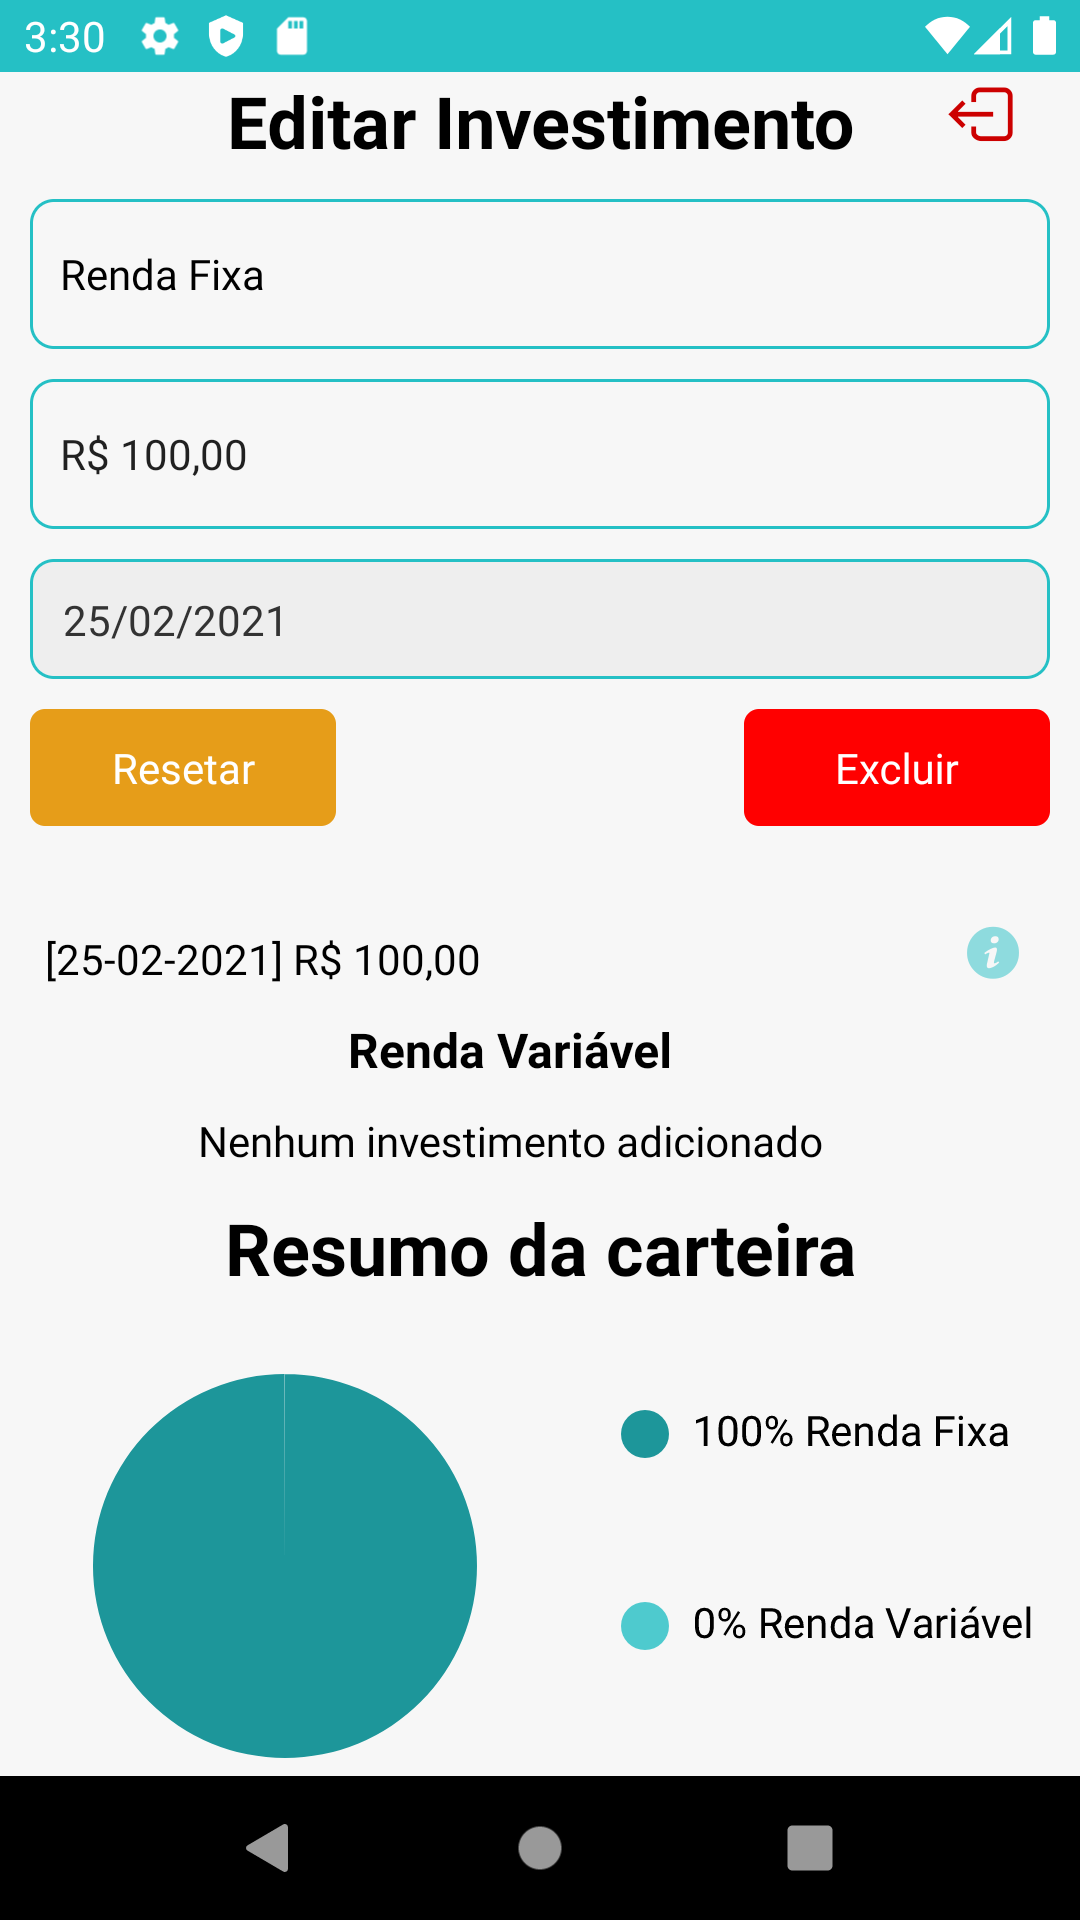 3:30
Editar Investimento
Renda Fixa
R$ 100,00
25/02/2021
Resetar
Excluir
[25-02-2021] R$ 100,00
Renda Variável
Nenhum investimento adicionado
Resumo da carteira
100% Renda Fixa
0% Renda Variável